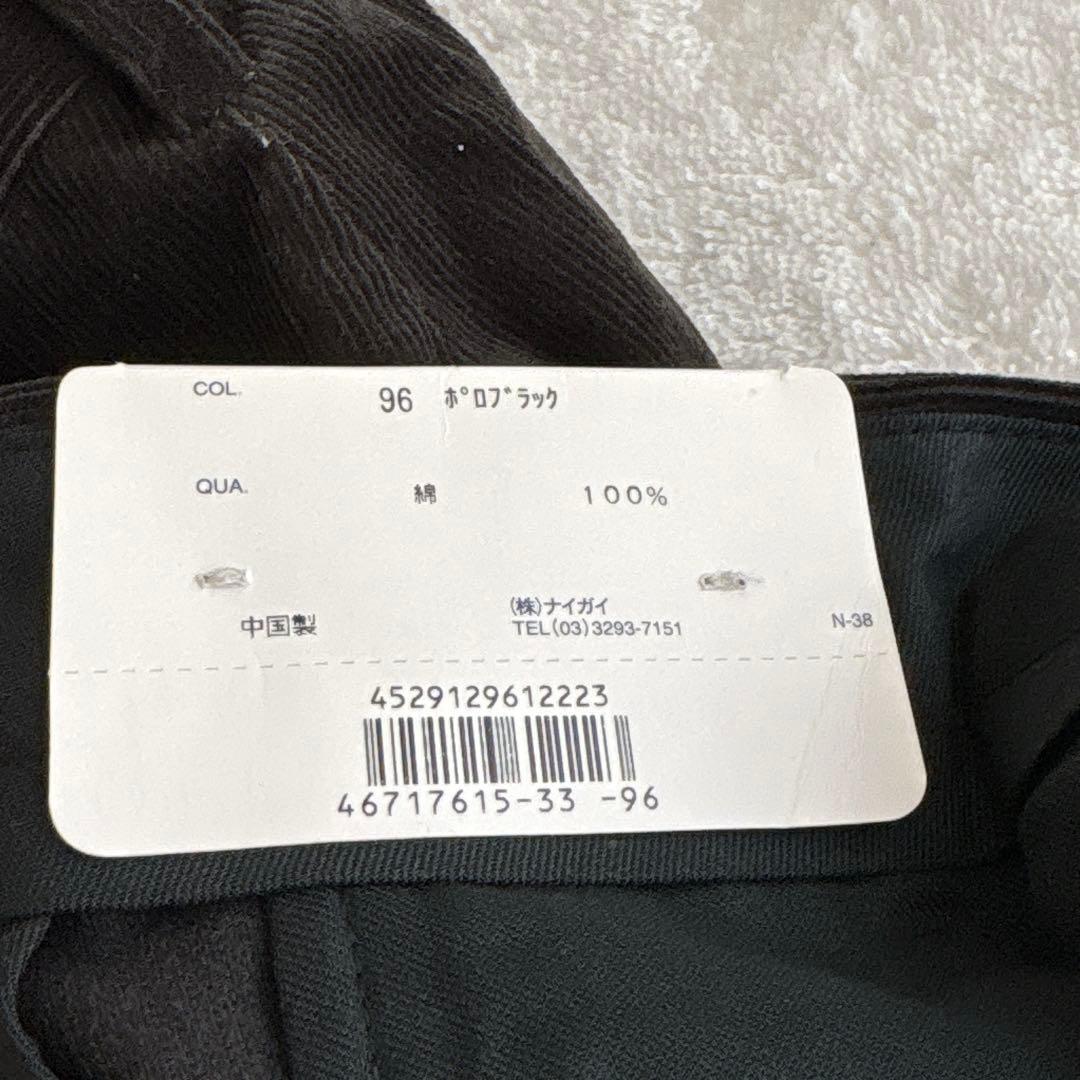 COL. 96 ﾎﾟﾛﾌﾞﾗｯｸ
QUA. 綿 100%
(株)ナイガイ
中国製 TEL(03)3293-7151 N-38
4529129612223
46717615-33 -96